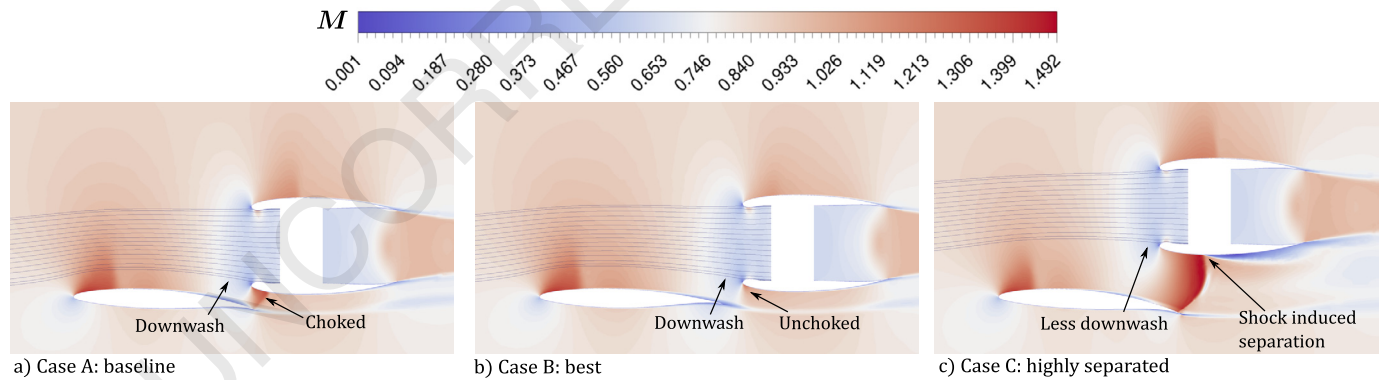 M
0.001 0.094 0.187 0.280 0.373 0.467 0.560 0.653 0.746 0.840 0.933 1.026 1.119 1.213 1.306 1.399 1.492
UNCORRE
Downwash
Choked
a) Case A: baseline
Downwash
Unchoked
b) Case B: best
Less downwash
Shock induced
separation
c) Case C: highly separated